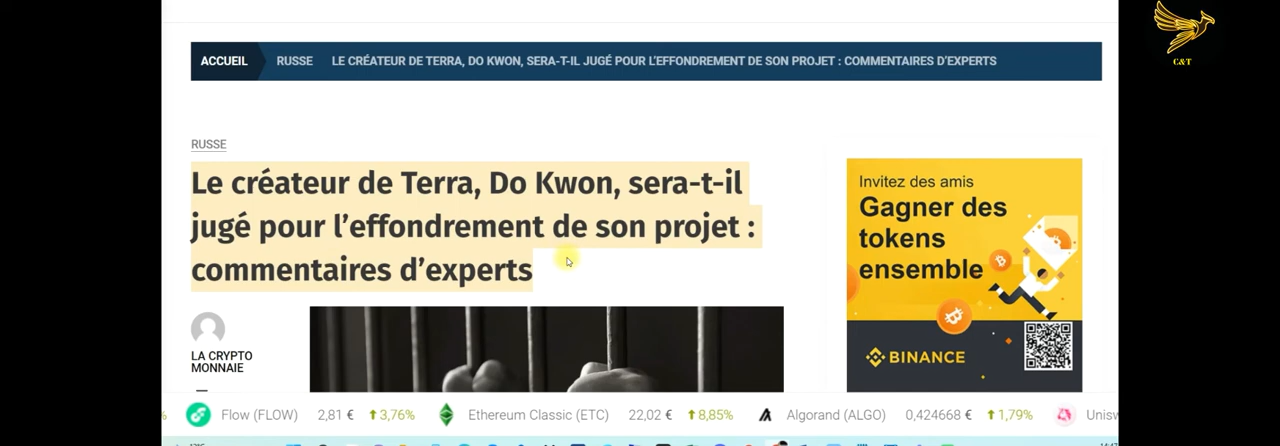 C&T
ACCUEIL RUSSE LE CRÉATEUR DE TERRA, DO KWON, SERA-T-IL JUGÉ POUR L'EFFONDREMENT DE SON PROJET : COMMENTAIRES D'EXPERTS
RUSSE
Le créateur de Terra, Do Kwon, sera-t-il
jugé pour l'effondrement de son projet :
commentaires d'experts
LA CRYPTO
MONNAIE
Invitez des amis
Gagner des
tokens
ensemble
BINANCE
% Flow (FLOW) 2,81 € 3,76% Ethereum Classic (ETC) 22,02 € 8,85% Algorand (ALGO) 0,424668 € 1,79% Unisw